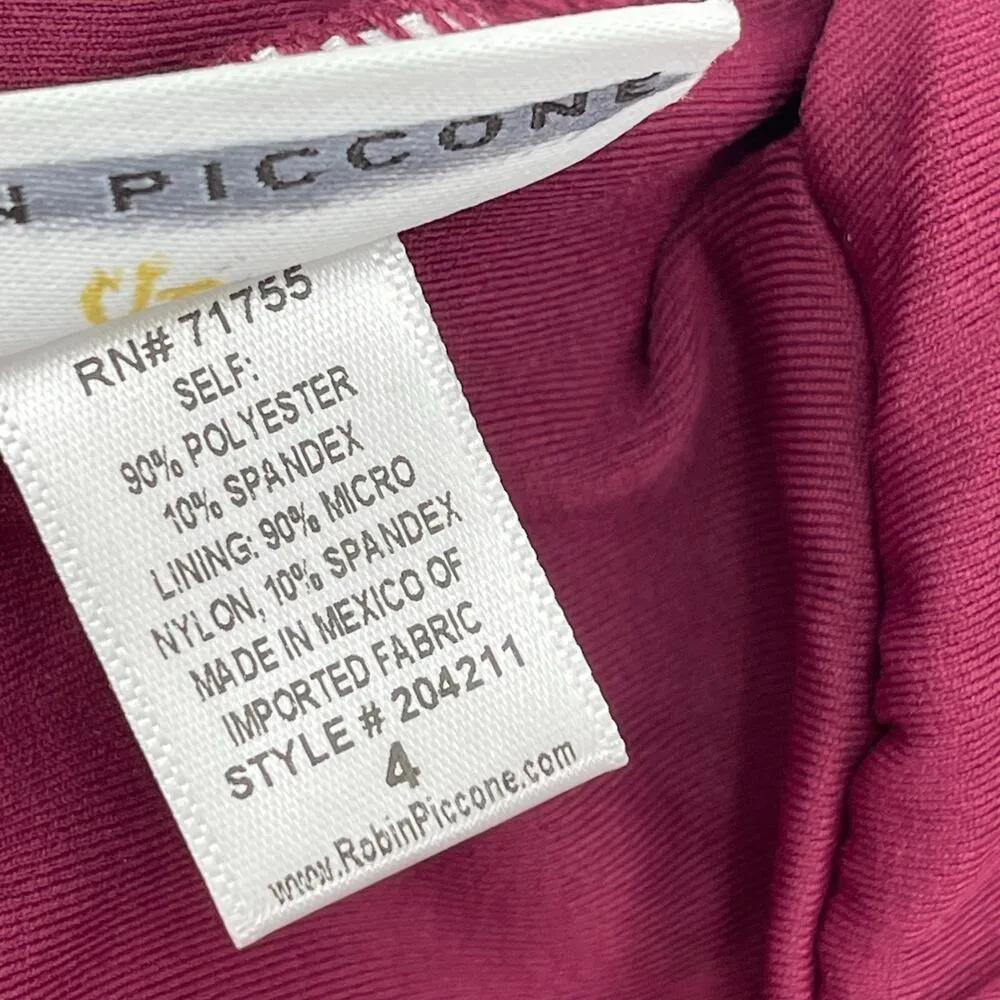 PICCONE
RN# 71755
SELF:
90% POLYESTER
10% SPANDEX
LINING: 90% MICRO
NYLON, 10% SPANDEX
MADE IN MEXICO OF
IMPORTED FABRIC
STYLE # 204211
4
www.RobinPiccone.com